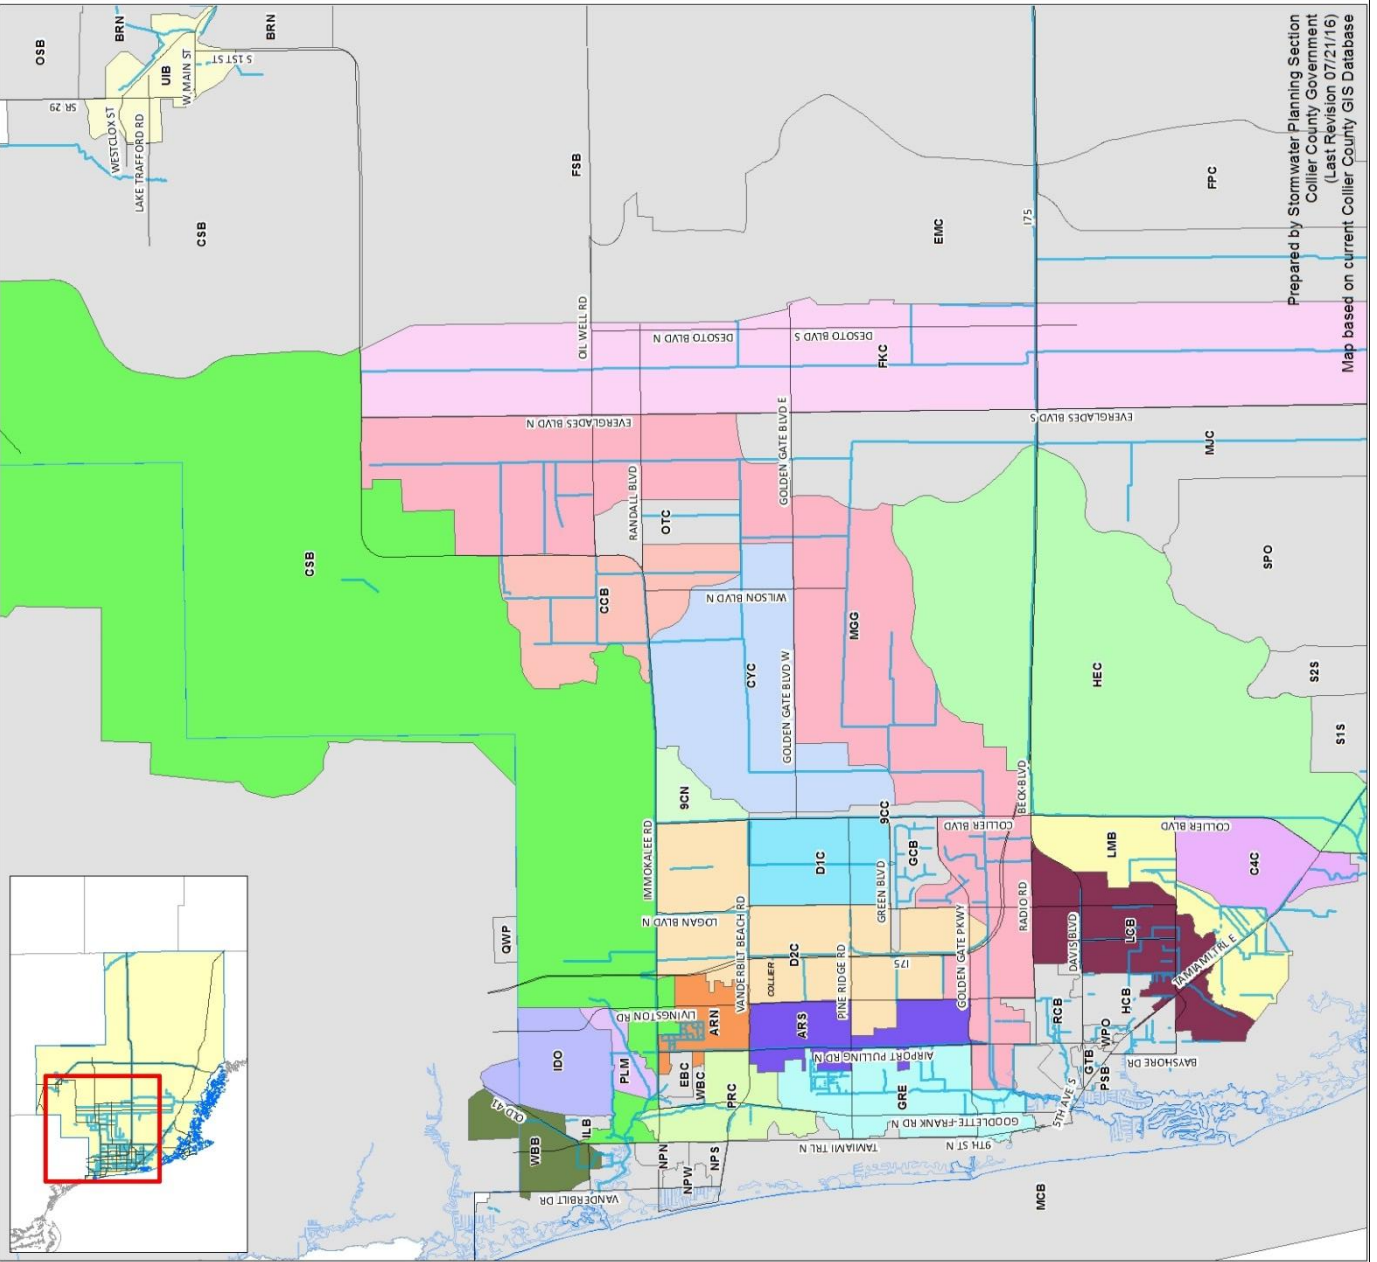 OSB
BRN
BRN
UIB
W MAIN ST
S 1ST ST
SR 29
WESTCLOX ST
LAKE TRAFFORD RD
CSB
FSB
EMC
FPC
I75
Prepared by Stormwater Planning Section
Collier County Government
(Last Revision 07/21/16)
Map based on current Collier County GIS Database
OIL WELL RD
DESOTO BLVD N
DESOTO BLVD S
FKC
EVERGLADES BLVD N
GOLDEN GATE BLVD E
EVERGLADES BLVD S
MJC
RANDALL BLVD
OTC
CSB
CCB
WILSON BLVD N
MGG
SPO
HEC
S2S
S1S
CYC
GOLDEN GATE BLVD W
9CN
9CC
BECK BLVD
COLLIER BLVD
COLLIER BLVD
IMMOKALEE RD
D1C
GCB
LMB
C4C
GREEN BLVD
LOGAN BLVD N
VANDERBILT BEACH RD
RADIO RD
QWP
D2C
COLLIER
I75
PINE RIDGE RD
GOLDEN GATE PKWY
DAVIS BLVD
LCB
TAMIAMI TRL E
LIVINGSTON RD
ARN
ARS
AIRPORT PULLING RD N
RCB
HCB
WPO
GTB
PSB
BAYSHORE DR
IDO
PLM
EBC
WBC
PRC
GRE
GOODLETTE-FRANK RD N
5TH AVE S
OLD 41
WBB
ILB
NPN
NPW
NPS
TAMIAMI TRL N
9TH ST N
VANDERBILT DR
MCB